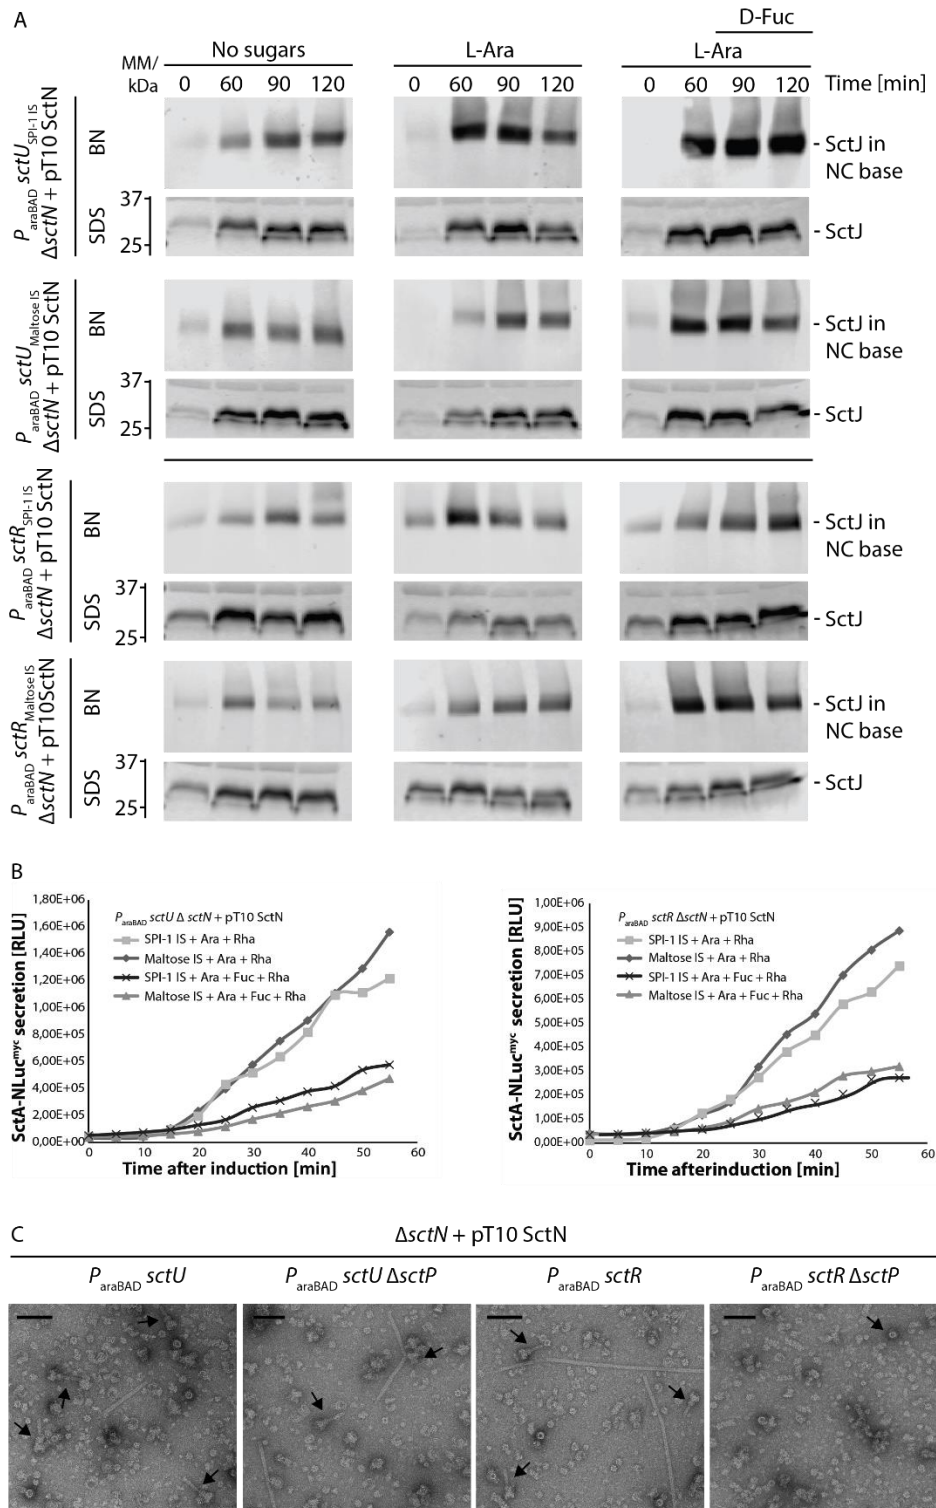 A
D-Fuc
No sugars
L-Ara
L-Ara
MM/
kDa
0 60 90 120
0 60 90 120
0 60 90 120
Time [min]
ParaBAD sctU SPI-1 IS
ΔsctN + pT10 SctN
BN
SctJ in
NC base
37
SDS
25
SctJ
ParaBAD sctU Maltose IS
ΔsctN + pT10 SctN
BN
SctJ in
NC base
37
SDS
25
SctJ
ParaBAD sctR SPI-1 IS
ΔsctN + pT10 SctN
BN
SctJ in
NC base
37
SDS
25
SctJ
ParaBAD sctR Maltose IS
ΔsctN + pT10SctN
BN
SctJ in
NC base
37
SDS
25
SctJ
B
SctA-NLucmyc secretion [RLU]
1,80E+06
1,60E+06
1,40E+06
1,20E+06
1,00E+06
8,00E+05
6,00E+05
4,00E+05
2,00E+05
0,00E+00
ParaBAD sctU Δ sctN + pT10 SctN
SPI-1 IS + Ara + Rha
Maltose IS + Ara + Rha
SPI-1 IS + Ara + Fuc + Rha
Maltose IS + Ara + Fuc + Rha
0 10 20 30 40 50 60
Time after induction [min]
SctA-NLucmyc secretion [RLU]
1,00E+06
9,00E+05
8,00E+05
7,00E+05
6,00E+05
5,00E+05
4,00E+05
3,00E+05
2,00E+05
1,00E+05
0,00E+00
ParaBAD sctR ΔsctN + pT10 SctN
SPI-1 IS + Ara + Rha
Maltose IS + Ara + Rha
SPI-1 IS + Ara + Fuc + Rha
Maltose IS + Ara + Fuc + Rha
0 10 20 30 40 50 60
Time afterinduction [min]
C
ΔsctN + pT10 SctN
ParaBAD sctU
ParaBAD sctU ΔsctP
ParaBAD sctR
ParaBAD sctR ΔsctP